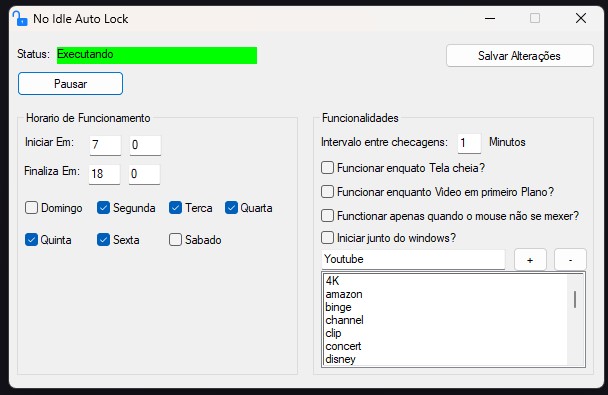 No Idle Auto Lock
Status: Executando
Salvar Alterações
Pausar
Horario de Funcionamento
Iniciar Em: 7 0
Finaliza Em: 18 0
Domingo Segunda Terca Quarta
Quinta Sexta Sabado
Funcionalidades
Intervalo entre checagens: 1 Minutos
Funcionar enquato Tela cheia?
Funcionar enquanto Video em primeiro Plano?
Functionar apenas quando o mouse não se mexer?
Iniciar junto do windows?
Youtube + -
4K
amazon
binge
channel
clip
concert
disney